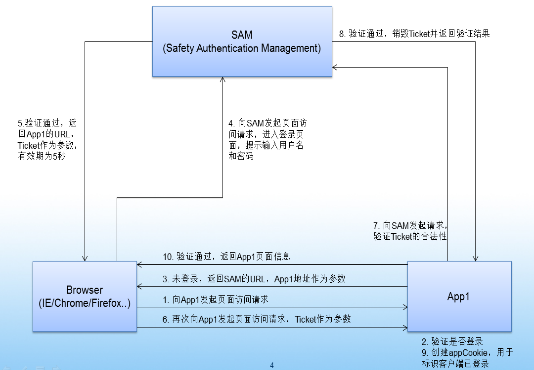 SAM
(Safety Authentication Management)
8. 验证通过，销毁Ticket并返回验证结果
5.验证通过，返
回App1的URL，
Ticket作为参数，
有效期为5秒
4. 向SAM发起页面访
问请求，进入登录页
面，提示输入用户名
和密码
7. 向SAM发起请求，
验证Ticket的合法性
10. 验证通过，返回App1页面信息
3. 未登录，返回SAM的URL，App1地址作为参数
Browser
(IE/Chrome/Firefox..)
1. 向App1发起页面访问请求
App1
6. 再次向App1发起页面访问请求，Ticket作为参数
2. 验证是否登录
9. 创建appCookie，用于
标识客户端已登录
4